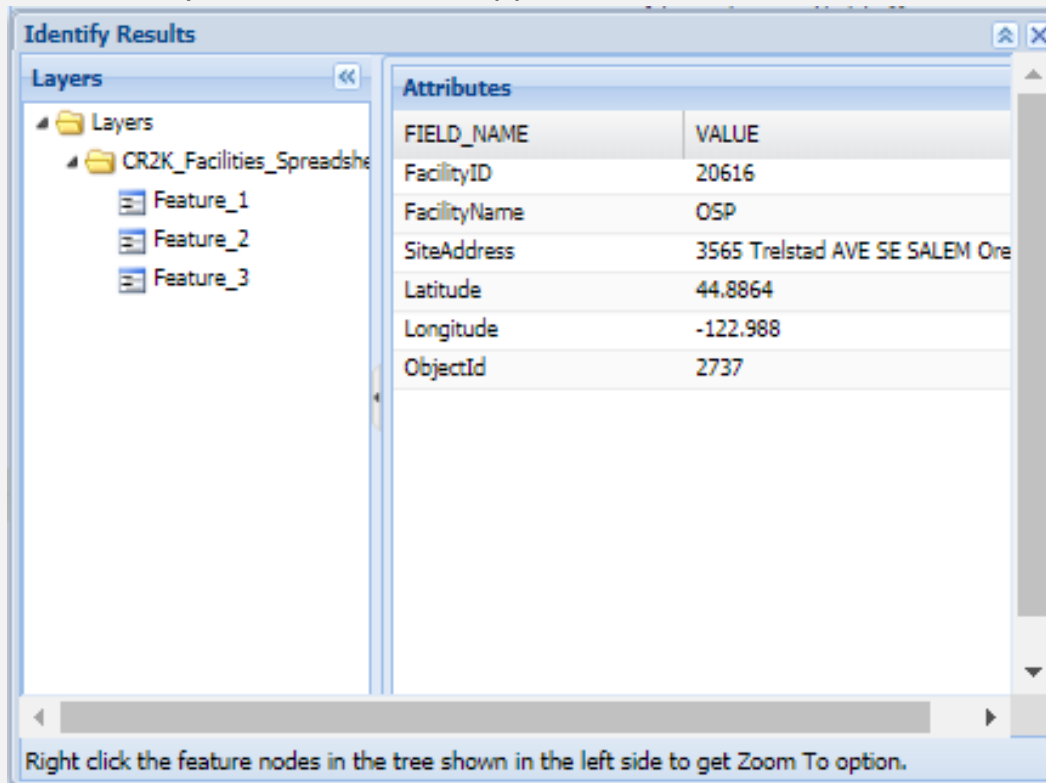 Identify Results
Layers
Layers
CR2K_Facilities_Spreadshe
Feature_1
Feature_2
Feature_3
Attributes
FIELD_NAME VALUE
FacilityID 20616
FacilityName OSP
SiteAddress 3565 Trelstad AVE SE SALEM Ore
Latitude 44.8864
Longitude -122.988
ObjectId 2737
Right click the feature nodes in the tree shown in the left side to get Zoom To option.